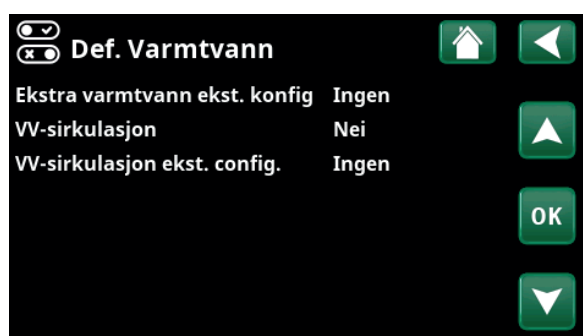 Def. Varmtvann
Ekstra varmtvann ekst. konfig Ingen
VV-sirkulasjon Nei
VV-sirkulasjon ekst. config. Ingen
OK